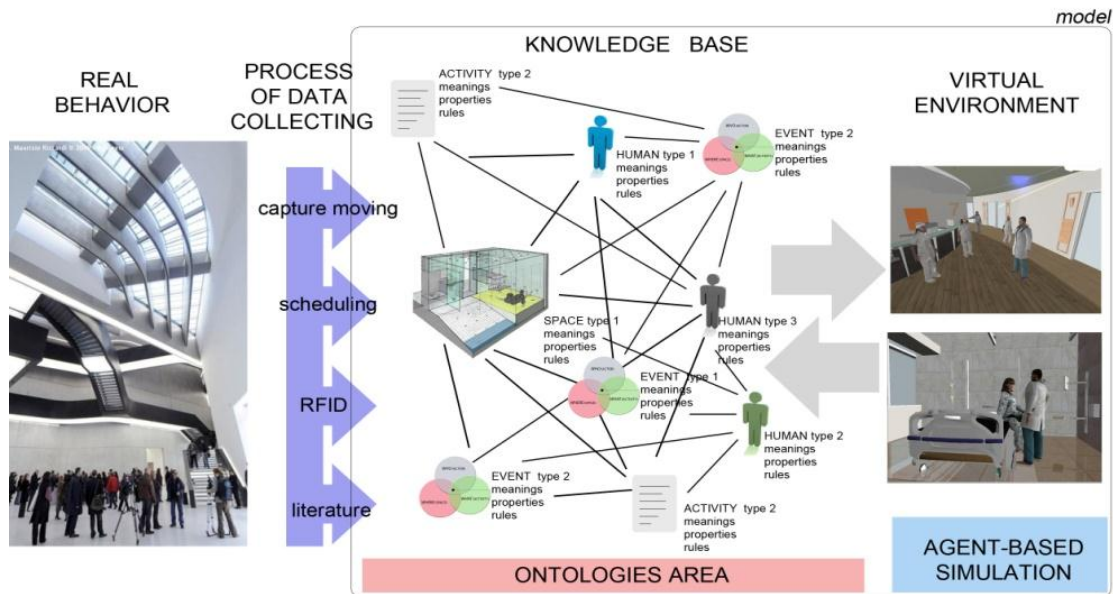 model
KNOWLEDGE BASE
REAL
BEHAVIOR
PROCESS
OF DATA
COLLECTING
VIRTUAL
ENVIRONMENT
ACTIVITY type 2
meanings
properties
rules
HUMAN type 1
meanings
properties
rules
EVENT type 2
meanings
properties
rules
capture moving
scheduling
RFID
literature
SPACE type 1
meanings
properties
rules
HUMAN type 3
meanings
properties
rules
EVENT type 1
meanings
properties
rules
HUMAN type 2
meanings
properties
rules
EVENT type 2
meanings
properties
rules
ACTIVITY type 2
meanings
properties
rules
ONTOLOGIES AREA
AGENT-BASED
SIMULATION